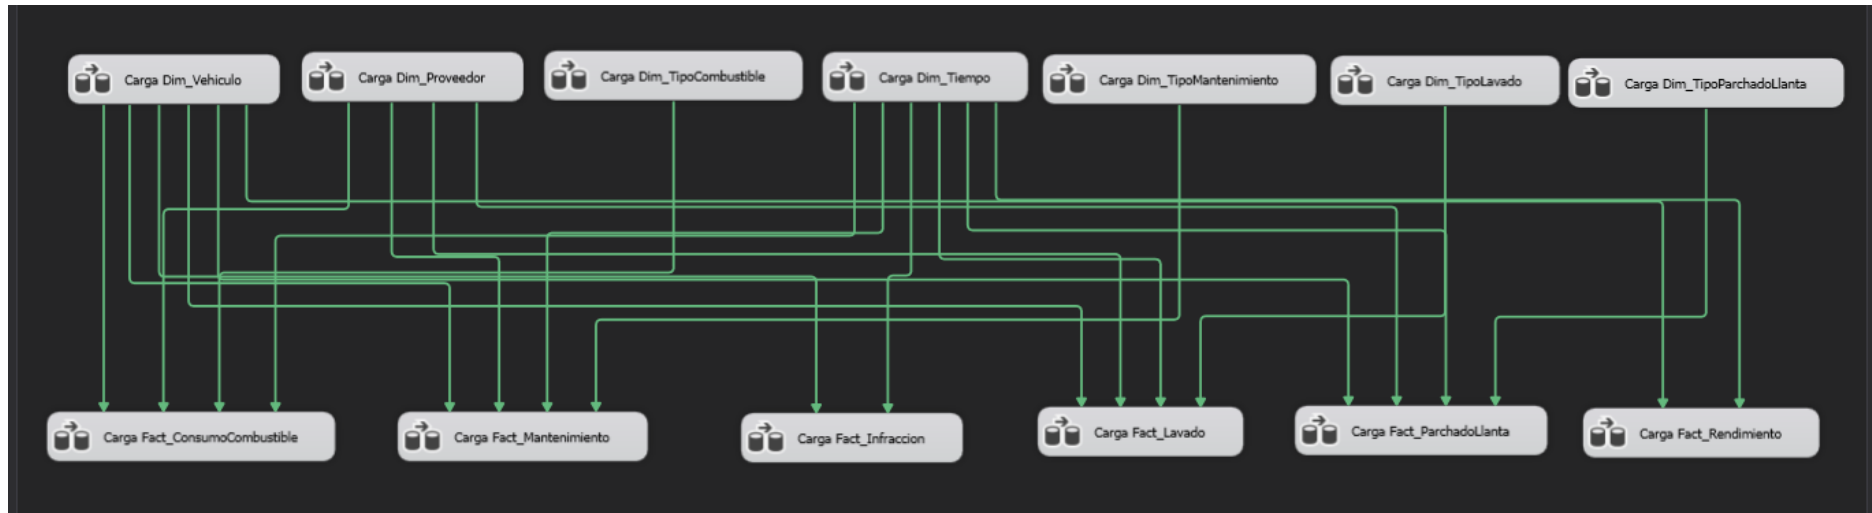 Carga Dim_Vehiculo
Carga Dim_Proveedor
Carga Dim_TipoCombustible
Carga Dim_Tiempo
Carga Dim_TipoMantenimiento
Carga Dim_TipoLavado
Carga Dim_TipoParchadoLlanta
Carga Fact_ConsumoCombustible
Carga Fact_Mantenimiento
Carga Fact_Infraccion
Carga Fact_Lavado
Carga Fact_ParchadoLlanta
Carga Fact_Rendimiento